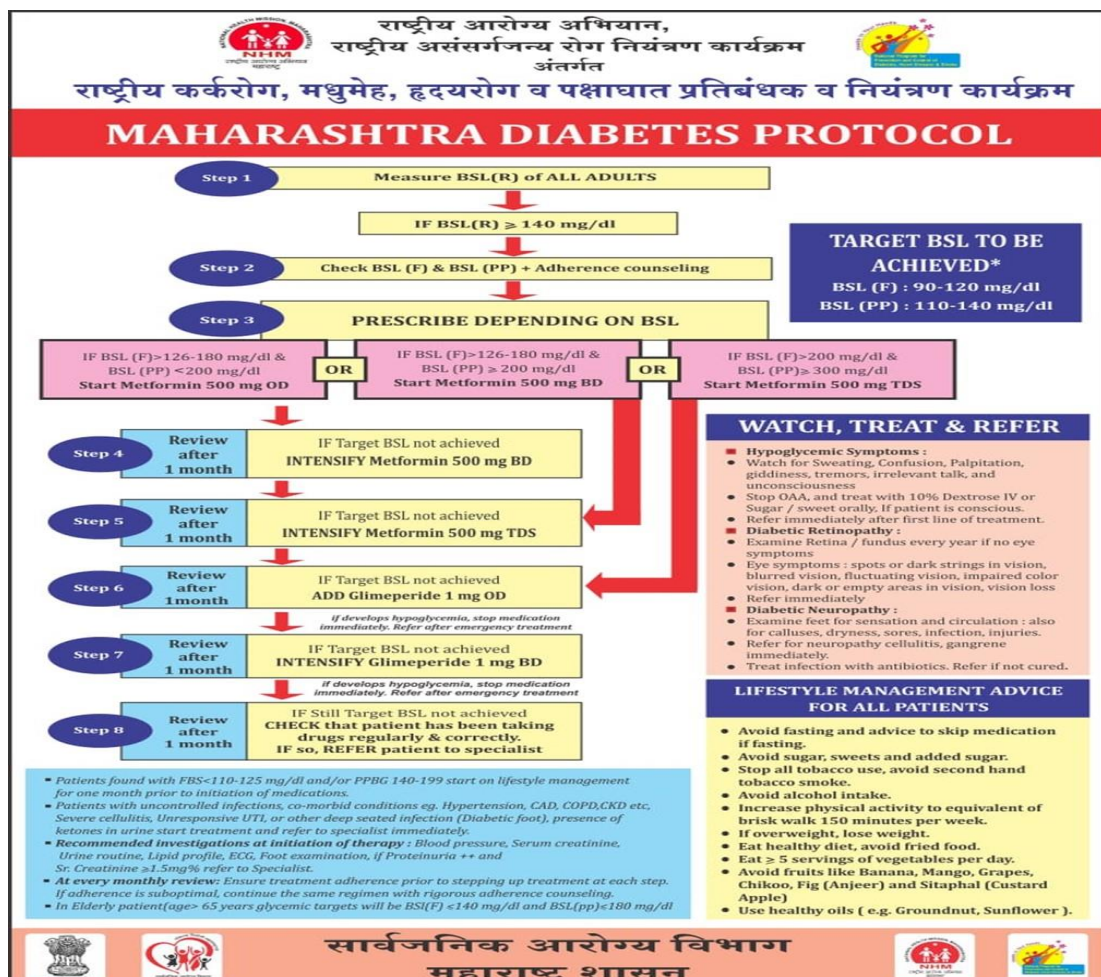 राष्ट्रीय आरोग्य अभियान,
राष्ट्रीय असंसर्गजन्य रोग नियंत्रण कार्यक्रम
अंतर्गत
NHM
राष्ट्रीय कर्करोग, मधुमेह, हृदयरोग व पक्षाघात प्रतिबंधक व नियंत्रण कार्यक्रम
MAHARASHTRA DIABETES PROTOCOL
Step 1
Measure BSL(R) of ALL ADULTS
IF BSL(R) ⩾ 140 mg/dl
Step 2
Check BSL (F) & BSL (PP) + Adherence counseling
TARGET BSL TO BE
ACHIEVED*
BSL (F) : 90-120 mg/dl
BSL (PP) : 110-140 mg/dl
Step 3
PRESCRIBE DEPENDING ON BSL
IF BSL (F)>126-180 mg/dl &
BSL (PP) <200 mg/dl
Start Metformin 500 mg OD
OR
IF BSL (F)>126-180 mg/dl &
BSL (PP) ⩾ 200 mg/dl
Start Metformin 500 mg BD
OR
IF BSL (F)>200 mg/dl &
BSL (PP)⩾ 300 mg/dl
Start Metformin 500 mg TDS
Step 4
Review
after
1 month
IF Target BSL not achieved
INTENSIFY Metformin 500 mg BD
Step 5
Review
after
1 month
IF Target BSL not achieved
INTENSIFY Metformin 500 mg TDS
Step 6
Review
after
1month
IF Target BSL not achieved
ADD Glimeperide 1 mg OD
if develops hypoglycemia, stop medication
immediately. Refer after emergency treatment
Step 7
Review
after
1 month
IF Target BSL not achieved
INTENSIFY Glimeperide 1 mg BD
if develops hypoglycemia, stop medication
immediately. Refer after emergency treatment
Step 8
Review
after
1 month
IF Still Target BSL not achieved
CHECK that patient has been taking
drugs regularly & correctly.
IF so, REFER patient to specialist
WATCH, TREAT & REFER
Hypoglycemic Symptoms :
Watch for Sweating, Confusion, Palpitation,
giddiness, tremors, irrelevant talk, and
unconsciousness
Stop OAA, and treat with 10% Dextrose IV or
Sugar / sweet orally, If patient is conscious.
Refer immediately after first line of treatment.
Diabetic Retinopathy :
Examine Retina / fundus every year if no eye
symptoms
Eye symptoms : spots or dark strings in vision,
blurred vision, fluctuating vision, impaired color
vision, dark or empty areas in vision, vision loss
Refer immediately
Diabetic Neuropathy :
Examine feet for sensation and circulation : also
for calluses, dryness, sores, infection, injuries.
Refer for neuropathy cellulitis, gangrene
immediately.
Treat infection with antibiotics. Refer if not cured.
LIFESTYLE MANAGEMENT ADVICE
FOR ALL PATIENTS
Avoid fasting and advice to skip medication
if fasting.
Avoid sugar, sweets and added sugar.
Stop all tobacco use, avoid second hand
tobacco smoke.
Avoid alcohol intake.
Increase physical activity to equivalent of
brisk walk 150 minutes per week.
If overweight, lose weight.
Eat healthy diet, avoid fried food.
Eat ⩾ 5 servings of vegetables per day.
Avoid fruits like Banana, Mango, Grapes,
Chikoo, Fig (Anjeer) and Sitaphal (Custard
Apple)
Use healthy oils ( e.g. Groundnut, Sunflower ).
Patients found with FBS<110-125 mg/dl and/or PPBG 140-199 start on lifestyle management
for one month prior to initiation of medications.
Patients with uncontrolled infections, co-morbid conditions eg. Hypertension, CAD, COPD,CKD etc,
Severe cellulitis, Unresponsive UTI, or other deep seated infection (Diabetic foot), presence of
ketones in urine start treatment and refer to specialist immediately.
Recommended investigations at initiation of therapy : Blood pressure, Serum creatinine,
Urine routine, Lipid profile, ECG, Foot examination, if Proteinuria ++ and
Sr. Creatinine ⩾1.5mg% refer to Specialist.
At every monthly review: Ensure treatment adherence prior to stepping up treatment at each step.
If adherence is suboptimal, continue the same regimen with rigorous adherence counseling.
In Elderly patient(age> 65 years glycemic targets will be BSl(F) <140 mg/dl and BSL(pp)<180 mg/dl
सार्वजनिक आरोग्य विभाग
महाराष्ट्र शासन
NHM